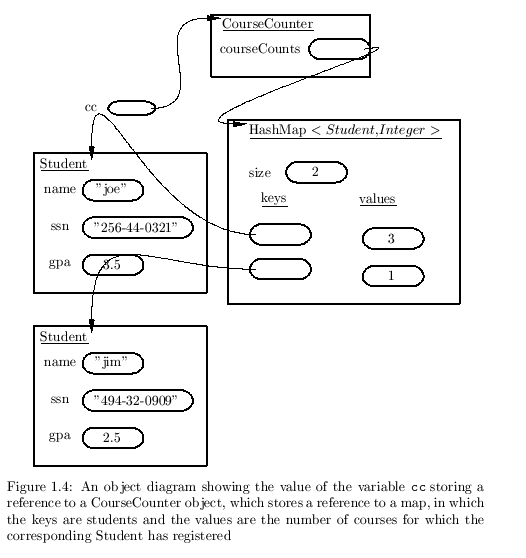 CourseCounter
courseCounts
cc
HashMap < Student,Integer >
size 2
keys values
3
1
Student
name "joe"
ssn "256-44-0321"
gpa 3.5
Student
name "jim"
ssn "494-32-0909"
gpa 2.5
Figure 1.4: An object diagram showing the value of the variable cc storing a
reference to a CourseCounter object, which stores a reference to a map, in which
the keys are students and the values are the number of courses for which the
corresponding Student has registered